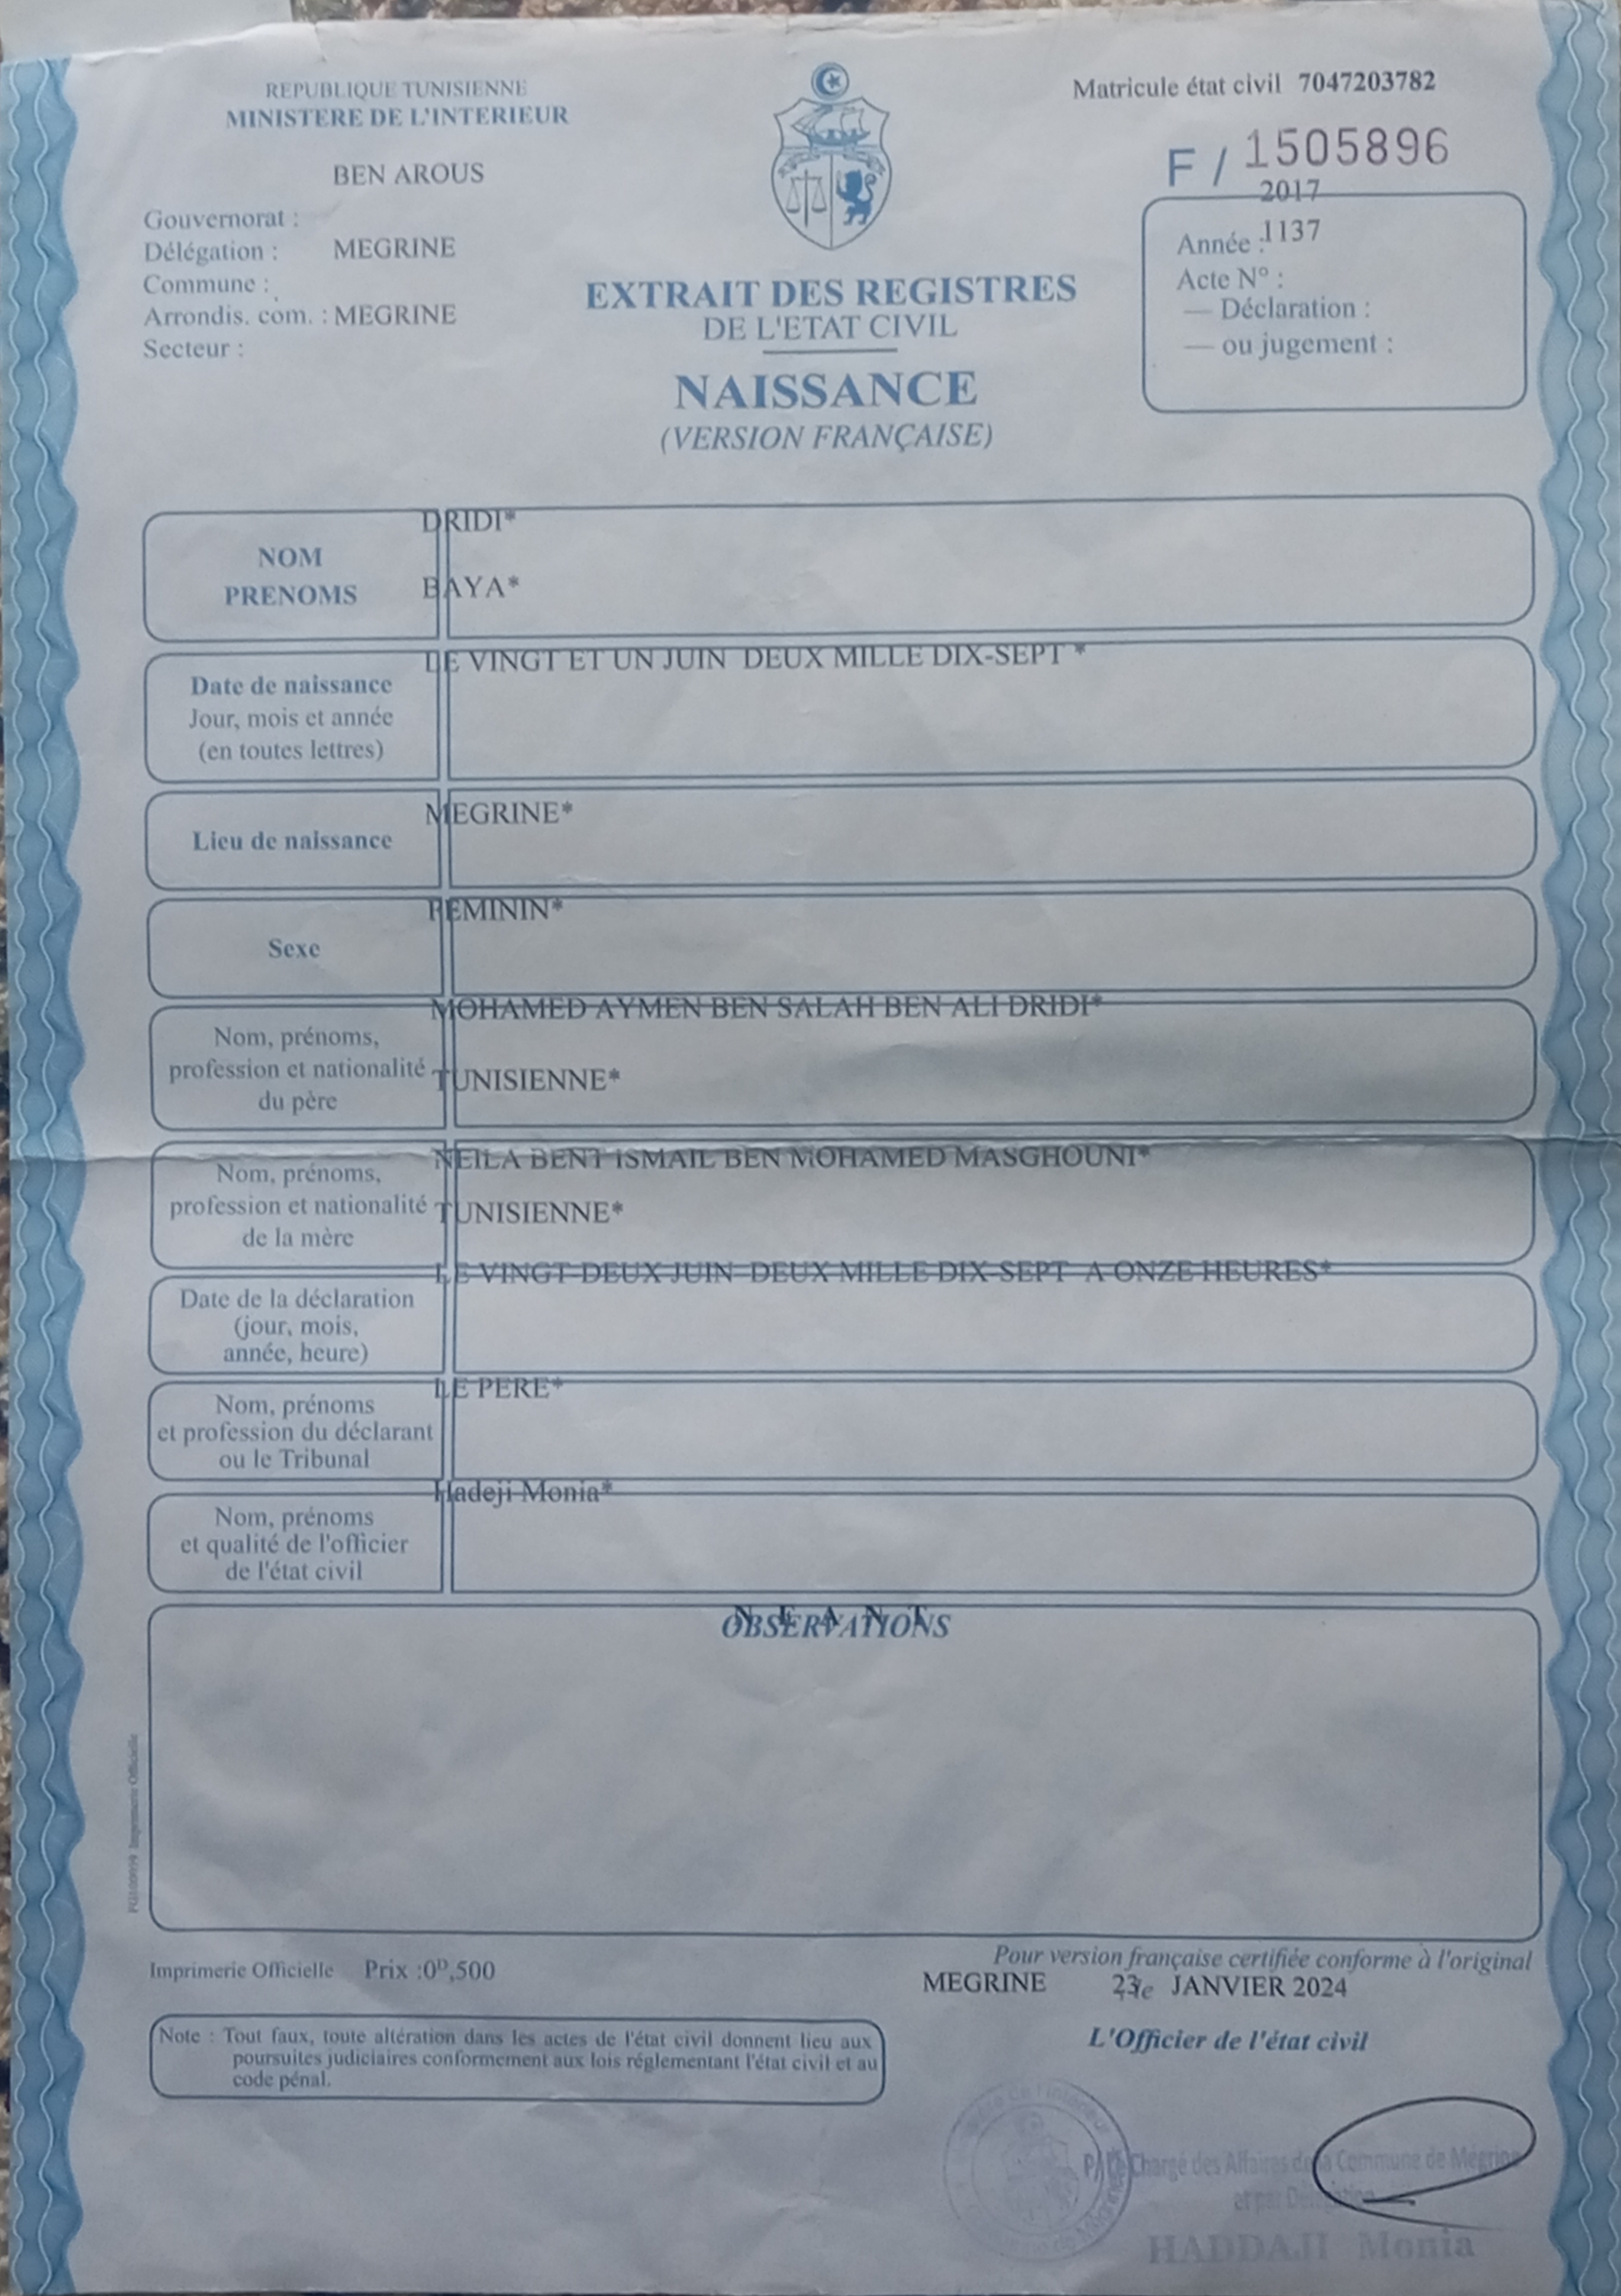 REPUBLIQUE TUNISIENNE
MINISTERE DE L'INTERIEUR
BEN AROUS
Gouvernorat :
Délégation : MEGRINE
Commune :
Arrondis. com. : MEGRINE
Secteur :
EXTRAIT DES REGISTRES
DE L'ETAT CIVIL
NAISSANCE
(VERSION FRANÇAISE)
Matricule état civil 7047203782
F / 1505896
2017
Année : 1137
Acte N° :
— Déclaration :
— ou jugement :
NOM
PRENOMS
DRIDI*
BAYA*
Date de naissance
Jour, mois et année
(en toutes lettres)
LE VINGT ET UN JUIN DEUX MILLE DIX-SEPT *
Lieu de naissance
MEGRINE*
Sexe
FEMININ*
Nom, prénoms,
profession et nationalité
du père
MOHAMED AYMEN BEN SALAH BEN ALI DRIDI*
TUNISIENNE*
Nom, prénoms,
profession et nationalité
de la mère
NEILA BENT ISMAIL BEN MOHAMED MASGHOUNI*
TUNISIENNE*
Date de la déclaration
(jour, mois,
année, heure)
LE VINGT-DEUX JUIN DEUX MILLE DIX-SEPT A ONZE HEURES*
Nom, prénoms
et profession du déclarant
ou le Tribunal
LE PERE*
Nom, prénoms
et qualité de l'officier
de l'état civil
Hadeji Monia*
OBSERVATIONS
N E A N T
Imprimerie Officielle Prix :0ᴰ,500
Pour version française certifiée conforme à l'original
MEGRINE 23 JANVIER 2024
L'Officier de l'état civil
Note : Tout faux, toute altération dans les actes de l'état civil donnent lieu aux
poursuites judiciaires conformement aux lois réglementant l'état civil et au
code pénal.
Chargé des Affaires de la Commune de Mégrine
et par
HADDAJI Monia